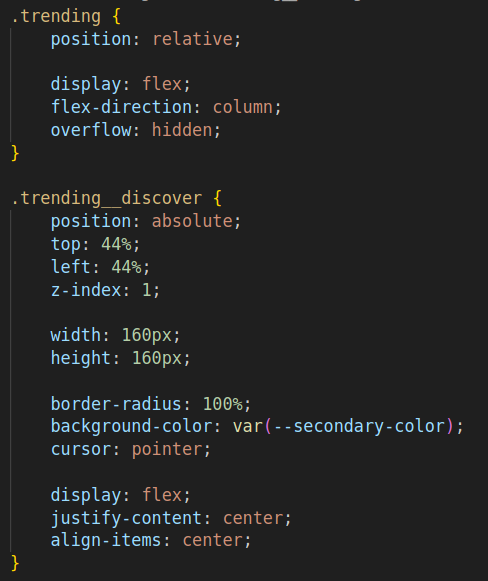 .trending {
position: relative;
display: flex;
flex-direction: column;
overflow: hidden;
}
.trending__discover {
position: absolute;
top: 44%;
left: 44%;
z-index: 1;
width: 160px;
height: 160px;
border-radius: 100%;
background-color: var(--secondary-color);
cursor: pointer;
display: flex;
justify-content: center;
align-items: center;
}